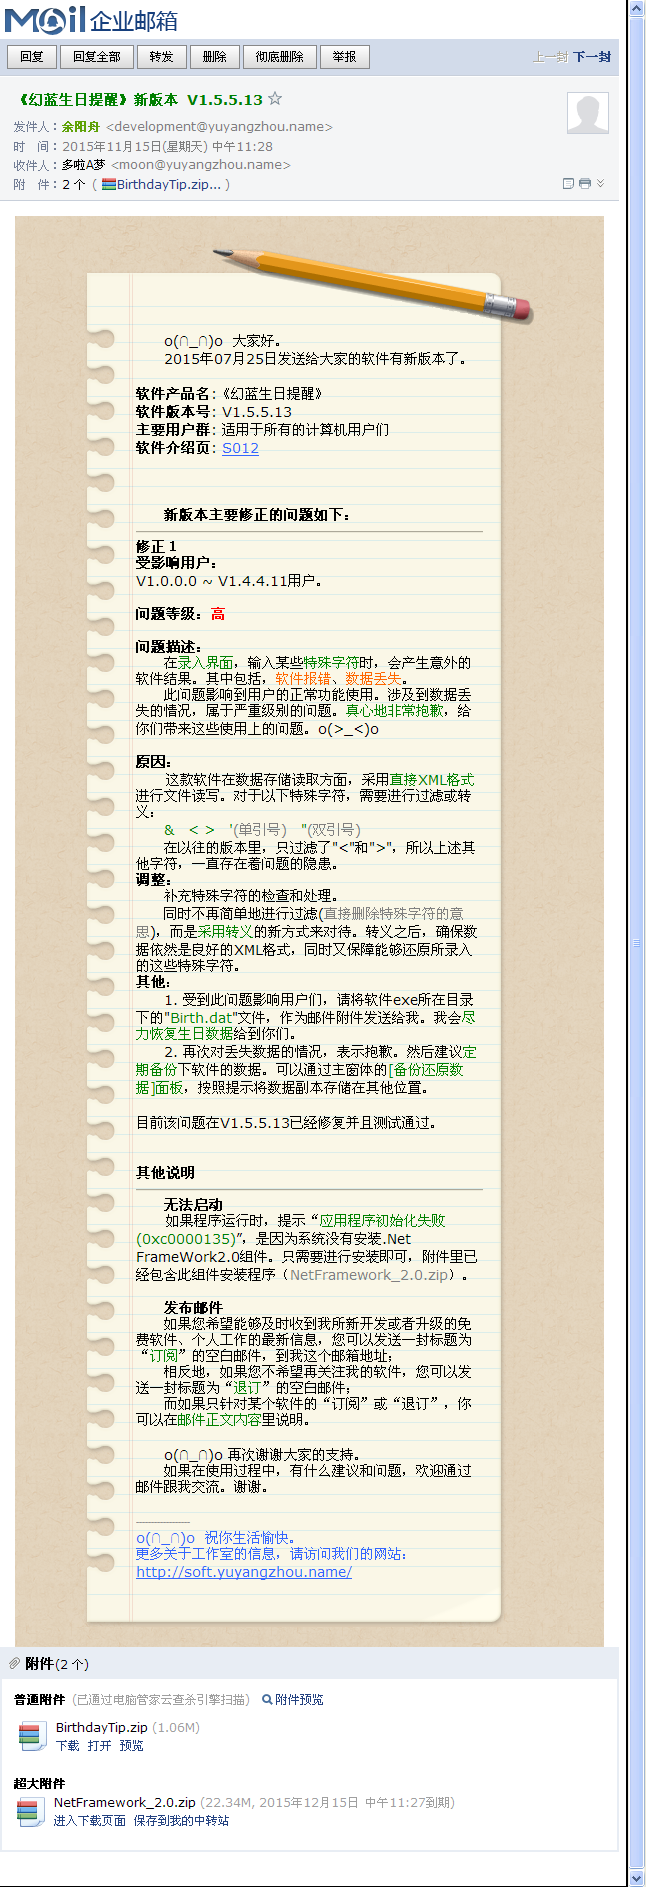 Mail 企业邮箱
回复 回复全部 转发 删除 彻底删除 举报 上一封 下一封
《幻蓝生日提醒》新版本 V1.5.5.13 ☆
发件人：余阳舟 <development@yuyangzhou.name>
时 间：2015年11月15日(星期天) 中午11:28
收件人：多啦A梦 <moon@yuyangzhou.name>
附 件：2 个 ( BirthdayTip.zip... )
o(∩_∩)o 大家好。
2015年07月25日发送给大家的软件有新版本了。
软件产品名：《幻蓝生日提醒》
软件版本号：V1.5.5.13
主要用户群：适用于所有的计算机用户们
软件介绍页：S012
新版本主要修正的问题如下：
修正 1
受影响用户：
V1.0.0.0 ~ V1.4.4.11用户。
问题等级：高
问题描述：
在录入界面，输入某些特殊字符时，会产生意外的
软件结果。其中包括，软件报错、数据丢失。
此问题影响到用户的正常功能使用。涉及到数据丢
失的情况，属于严重级别的问题。真心地非常抱歉，给
你们带来这些使用上的问题。o(>_<)o
原因：
这款软件在数据存储读取方面，采用直接XML格式
进行文件读写。对于以下特殊字符，需要进行过滤或转
义：
& < > '(单引号) "(双引号)
在以往的版本里，只过滤了"<"和">"，所以上述其
他字符，一直存在着问题的隐患。
调整：
补充特殊字符的检查和处理。
同时不再简单地进行过滤(直接删除特殊字符的意
思)，而是采用转义的新方式来对待。转义之后，确保数
据依然是良好的XML格式，同时又保障能够还原所录入
的这些特殊字符。
其他：
1. 受到此问题影响用户们，请将软件exe所在目录
下的"Birth.dat"文件，作为邮件附件发送给我。我会尽
力恢复生日数据给到你们。
2. 再次对丢失数据的情况，表示抱歉。然后建议定
期备份下软件的数据。可以通过主窗体的[备份还原数
据]面板，按照提示将数据副本存储在其他位置。
目前该问题在V1.5.5.13已经修复并且测试通过。
其他说明
无法启动
如果程序运行时，提示“应用程序初始化失败
(0xc0000135)”，是因为系统没有安装.Net
FrameWork2.0组件。只需要进行安装即可，附件里已
经包含此组件安装程序（NetFramework_2.0.zip）。
发布邮件
如果您希望能够及时收到我所新开发或者升级的免
费软件、个人工作的最新信息，您可以发送一封标题为
“订阅”的空白邮件，到我这个邮箱地址；
相反地，如果您不希望再关注我的软件，您可以发
送一封标题为“退订”的空白邮件；
而如果只针对某个软件的“订阅”或“退订”，你
可以在邮件正文内容里说明。
o(∩_∩)o 再次谢谢大家的支持。
如果在使用过程中，有什么建议和问题，欢迎通过
邮件跟我交流。谢谢。
o(∩_∩)o 祝你生活愉快。
更多关于工作室的信息，请访问我们的网站：
http://soft.yuyangzhou.name/
附件(2 个)
普通附件 (已通过电脑管家云查杀引擎扫描) 附件预览
BirthdayTip.zip (1.06M)
下载 打开 预览
超大附件
NetFramework_2.0.zip (22.34M, 2015年12月15日 中午11:27到期)
进入下载页面 保存到我的中转站